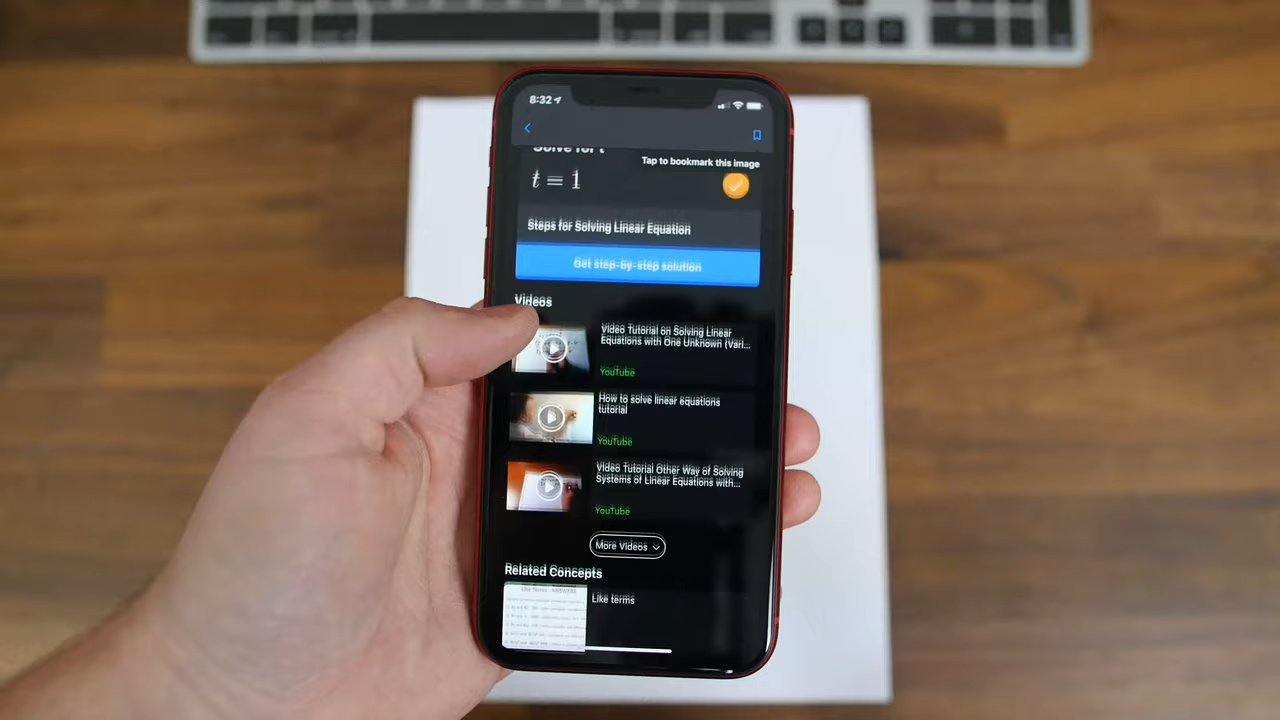 8:32
Solve for t
Tap to bookmark this image
t = 1
Steps for Solving Linear Equation
Get step-by-step solution
Videos
Video Tutorial on Solving Linear
Equations with One Unknown (Vari...
YouTube
How to solve linear equations
tutorial
YouTube
Video Tutorial Other Way of Solving
Systems of Linear Equations with...
YouTube
More Videos
Related Concepts
Like terms